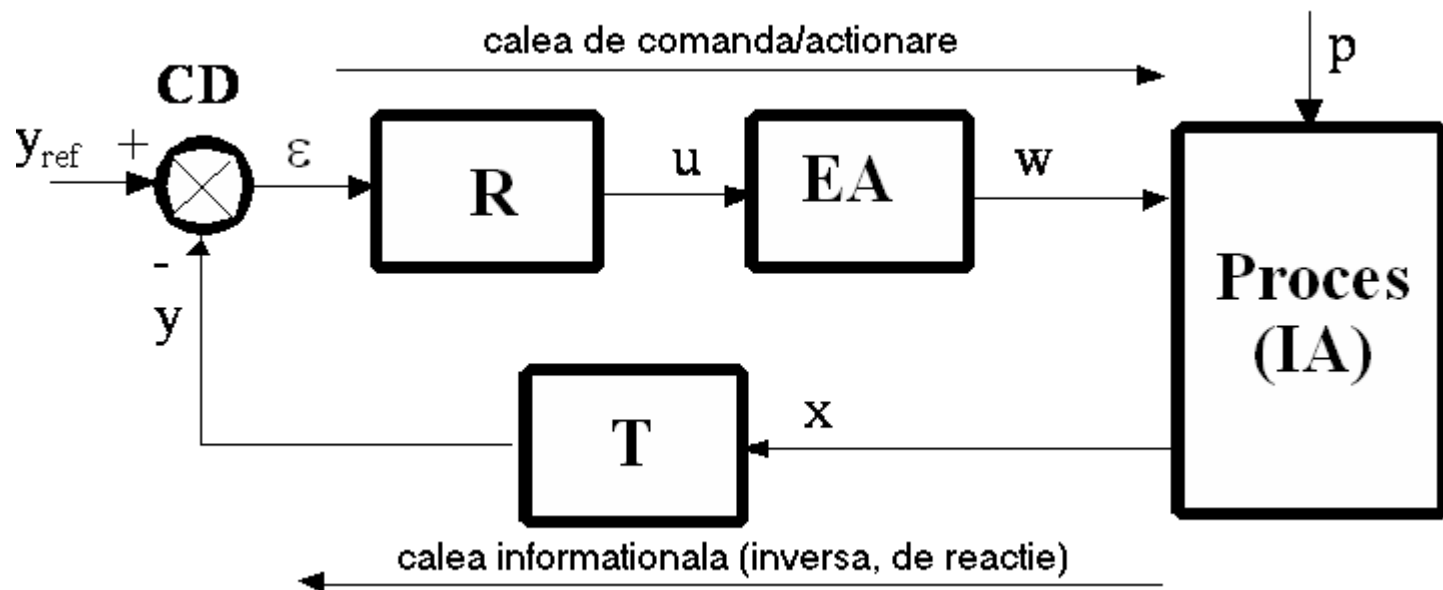 calea de comanda/actionare
p
CD
y_ref + ε R u EA w
Proces
(IA)
-
y
T x
calea informationala (inversa, de reactie)